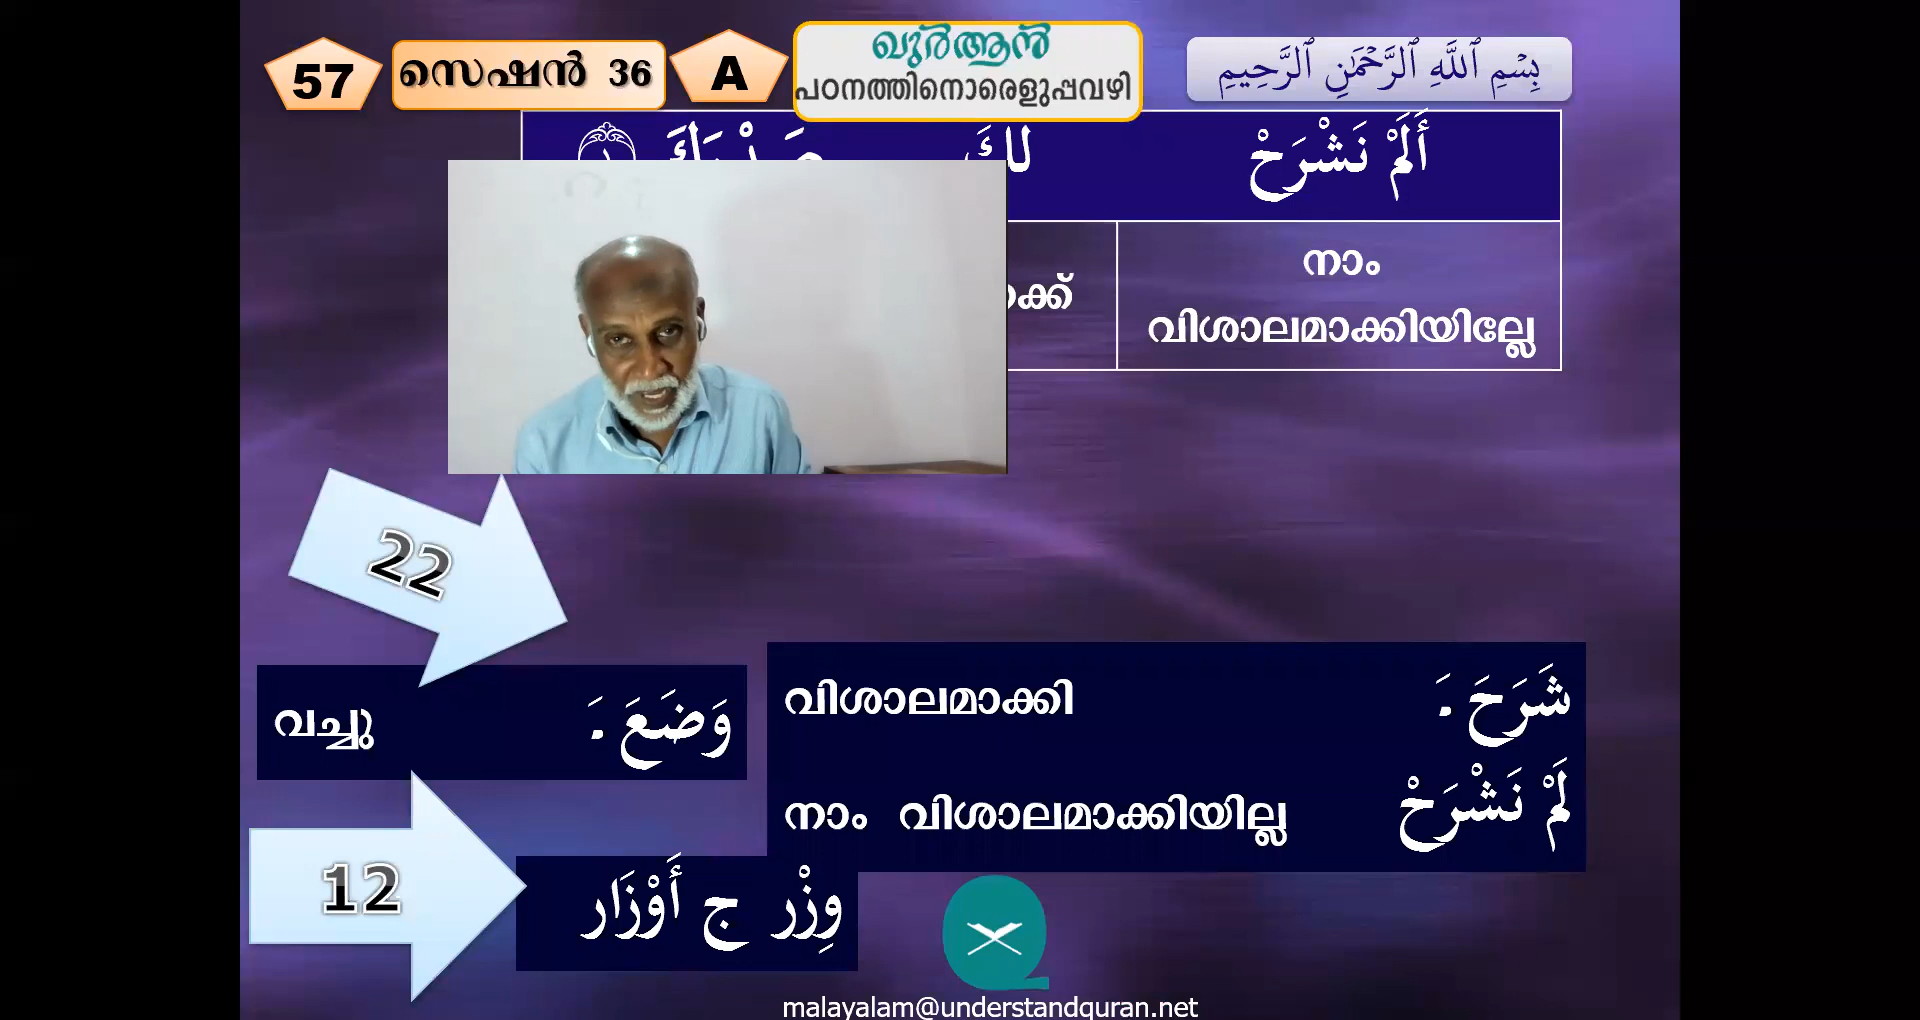 57
സെഷൻ 36
A
ഖുർആൻ
പഠനത്തിനൊരെളുപ്പവഴി
بِسْمِ ٱللَّهِ ٱلرَّحْمَٰنِ ٱلرَّحِيمِ
أَلَمْ نَشْرَحْ لَكَ
നാം
വിശാലമാക്കിയില്ലേ
22
شَرَحَ ـَ വിശാലമാക്കി
وَضَعَ ـَ വച്ചു
لَمْ نَشْرَحْ നാം വിശാലമാക്കിയില്ല
12
وِزْر ج أَوْزَار
malayalam@understandquran.net